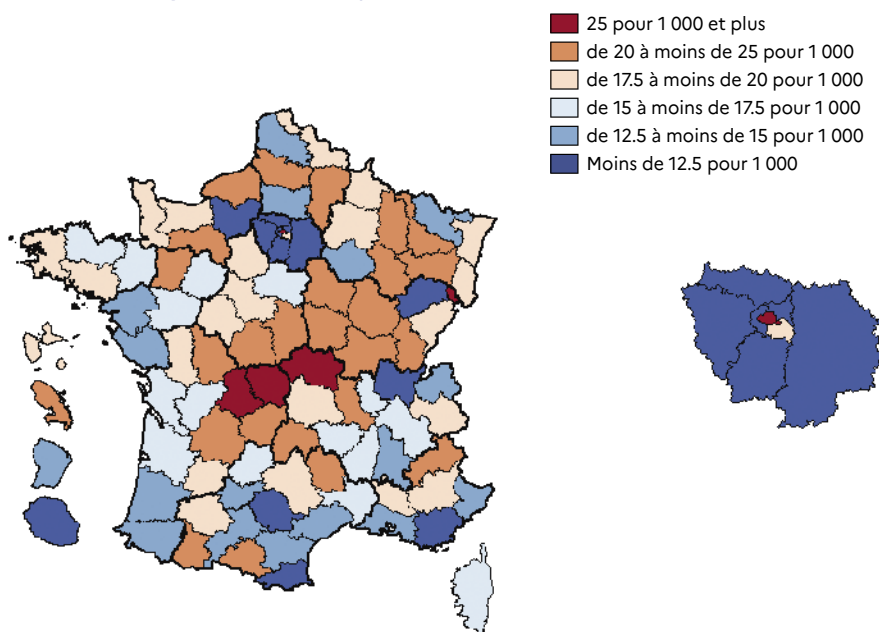 25 pour 1 000 et plus
de 20 à moins de 25 pour 1 000
de 17.5 à moins de 20 pour 1 000
de 15 à moins de 17.5 pour 1 000
de 12.5 à moins de 15 pour 1 000
Moins de 12.5 pour 1 000